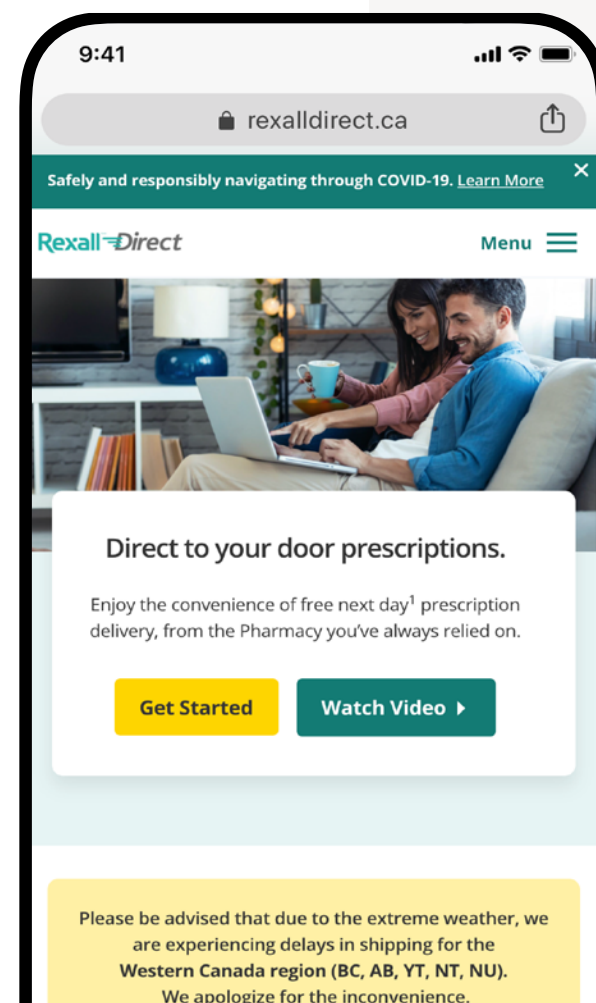 9:41
rexalldirect.ca
Safely and responsibly navigating through COVID-19. Learn More ×
Rexall Direct
Menu
Direct to your door prescriptions.
Enjoy the convenience of free next day¹ prescription
delivery, from the Pharmacy you’ve always relied on.
Get Started
Watch Video
Please be advised that due to the extreme weather, we
are experiencing delays in shipping for the
Western Canada region (BC, AB, YT, NT, NU).
We apologize for the inconvenience.